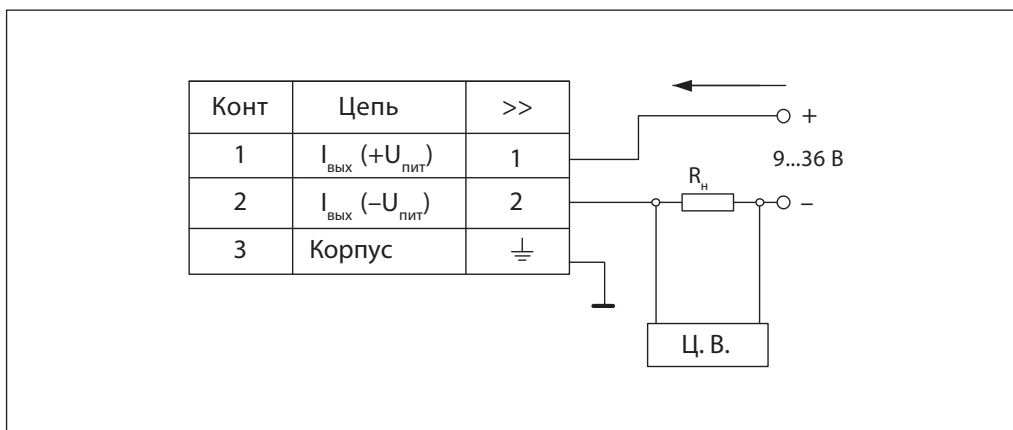 Конт Цепь >>
1 Iвых (+Uпит) 1
2 Iвых (−Uпит) 2
3 Корпус
+
9...36 В
Rн
−
Ц. В.